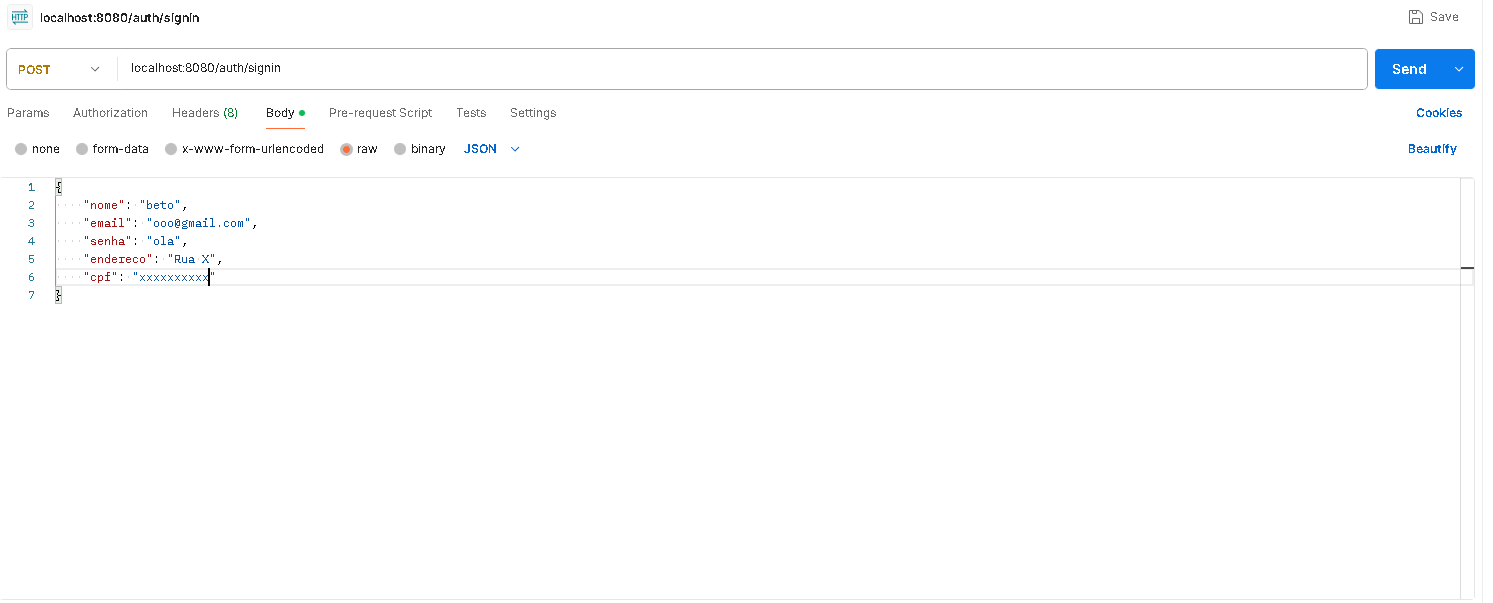 HTTP localhost:8080/auth/signin Save
POST localhost:8080/auth/signin Send
Params Authorization Headers (8) Body Pre-request Script Tests Settings Cookies
none form-data x-www-form-urlencoded raw binary JSON Beautify
1 {
2 "nome": "beto",
3 "email": "ooo@gmail.com",
4 "senha": "ola",
5 "endereco": "Rua X",
6 "cpf": "xxxxxxxxxx"
7 }